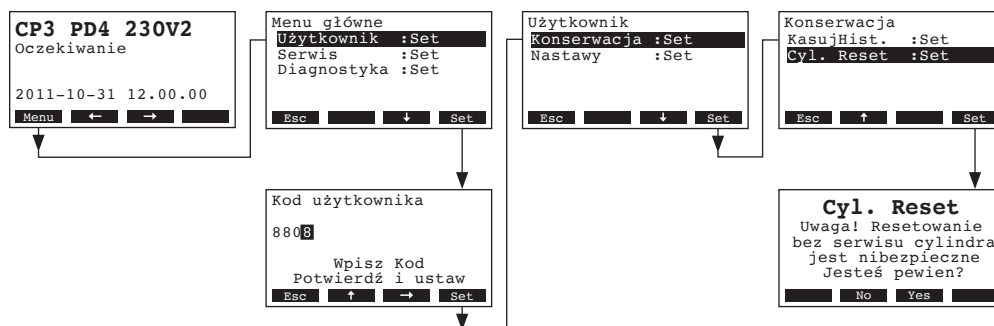 CP3 PD4 230V2
Oczekiwanie
2011-10-31 12.00.00
Menu ← →
Menu główne
Użytkownik :Set
Serwis :Set
Diagnostyka :Set
Esc ↓ Set
Kod użytkownika
8808
Wpisz Kod
Potwierdź i ustaw
Esc ↑ → Set
Użytkownik
Konserwacja :Set
Nastawy :Set
Esc ↓ Set
Konserwacja
KasujHist. :Set
Cyl. Reset :Set
Esc ↑ Set
Cyl. Reset
Uwaga! Resetowanie
bez serwisu cylindra
jest nibezpieczne
Jesteś pewien?
No Yes